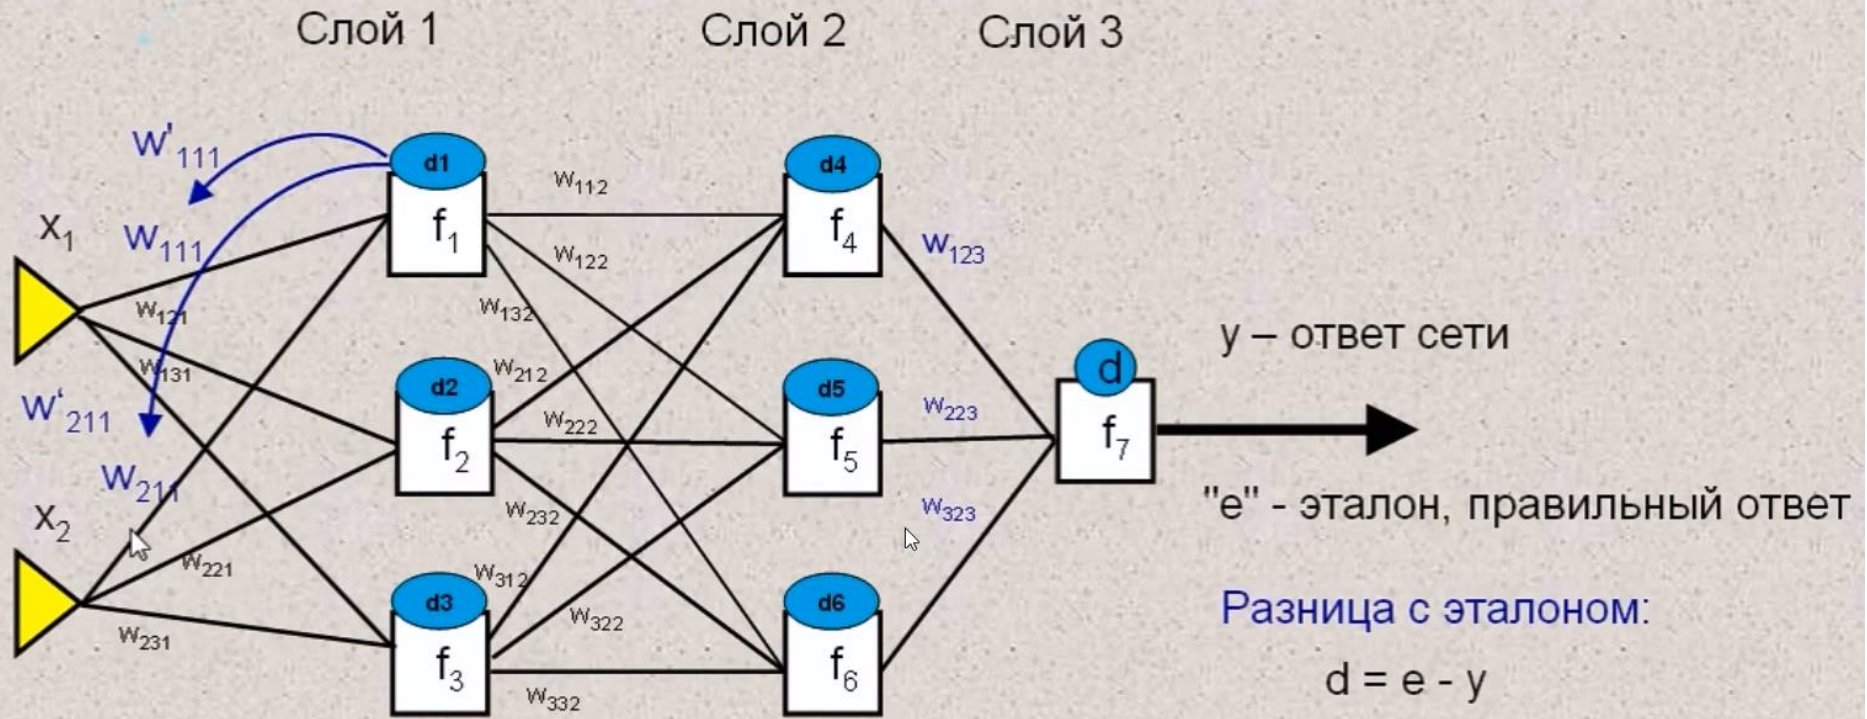 Слой 1 Слой 2 Слой 3
w'111
d1
d4
w112
x1
w111
f1
f4
w123
w122
w121
w132
y – ответ сети
w131
w212
d2
d5
d
w'211
w222
w223
f2
f5
f7
w211
x2
w232
w323
"e" - эталон, правильный ответ
w221
w312
d3
d6
Разница с эталоном:
w231
w322
f3
f6
d = e - y
w332